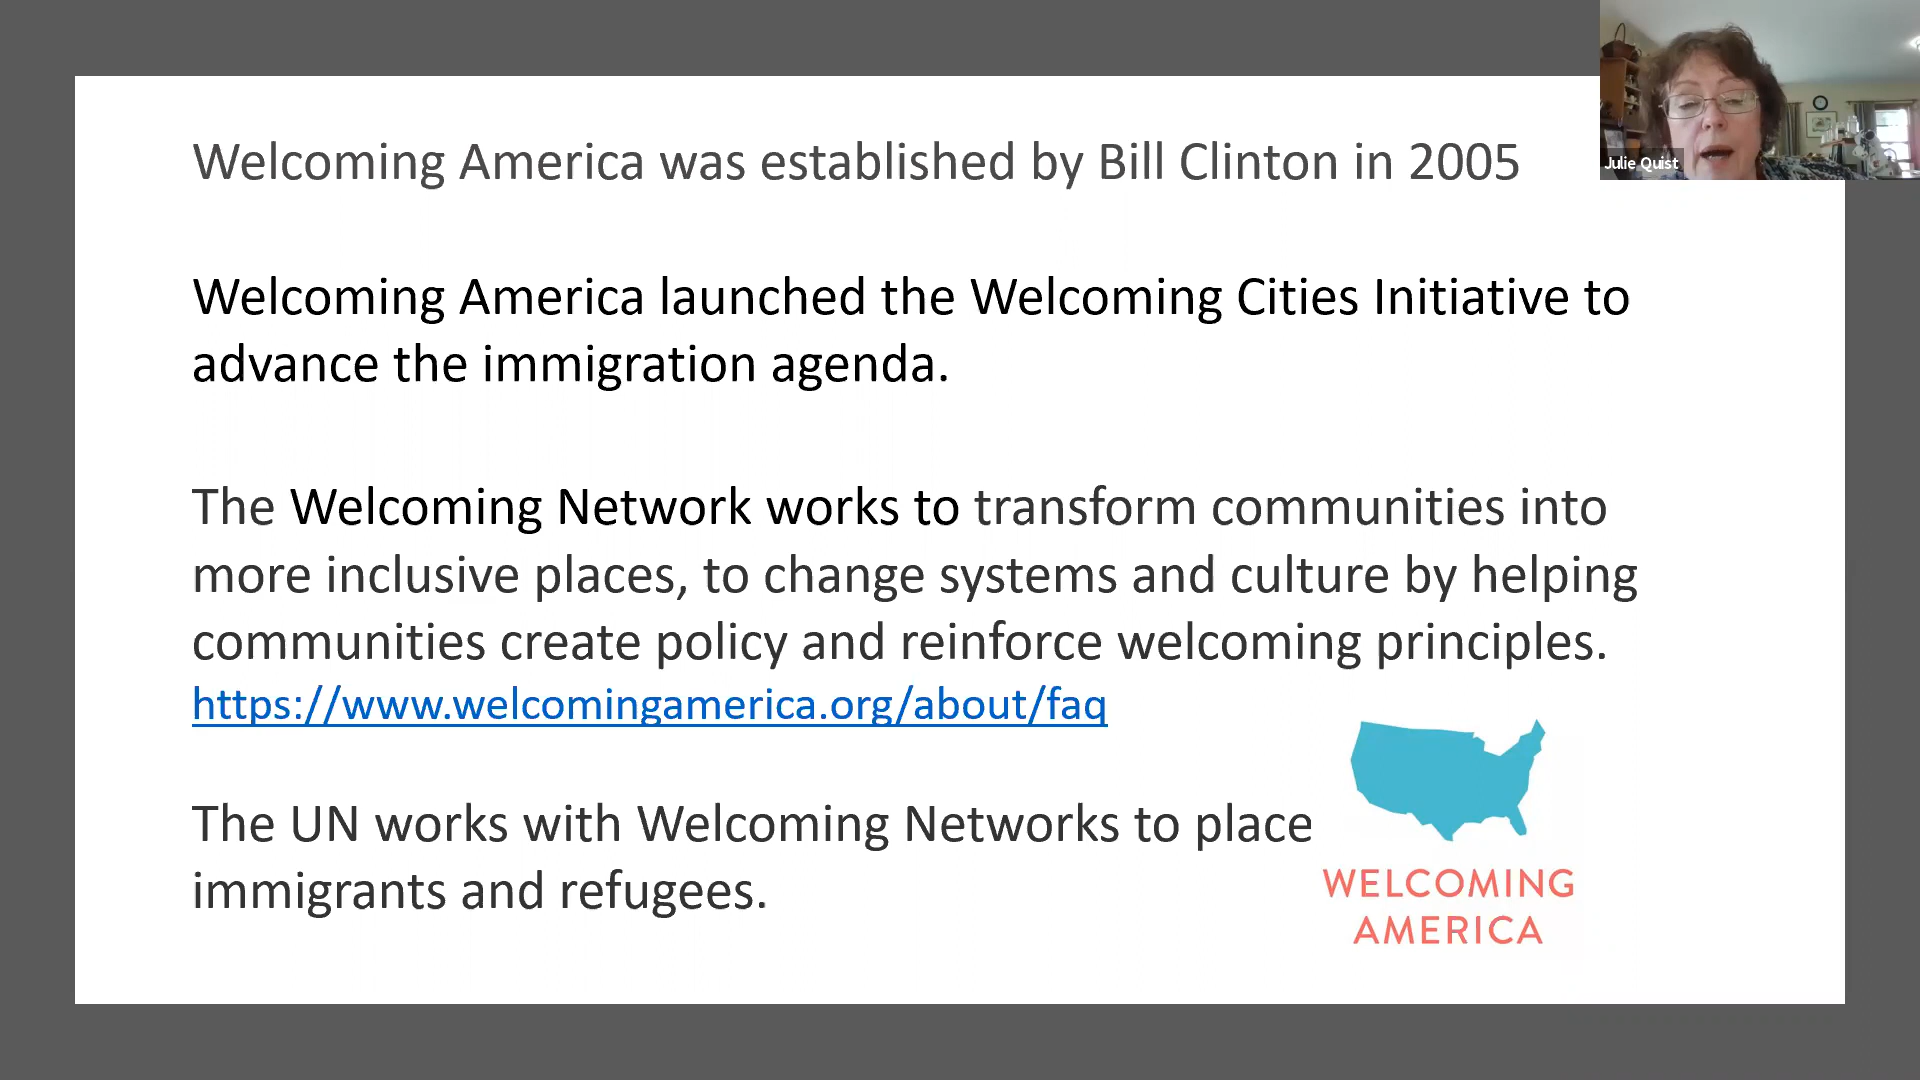 Welcoming America was established by Bill Clinton in 2005
Julie Quist
Welcoming America launched the Welcoming Cities Initiative to
advance the immigration agenda.
The Welcoming Network works to transform communities into
more inclusive places, to change systems and culture by helping
communities create policy and reinforce welcoming principles.
https://www.welcomingamerica.org/about/faq
The UN works with Welcoming Networks to place
immigrants and refugees.
WELCOMING
AMERICA